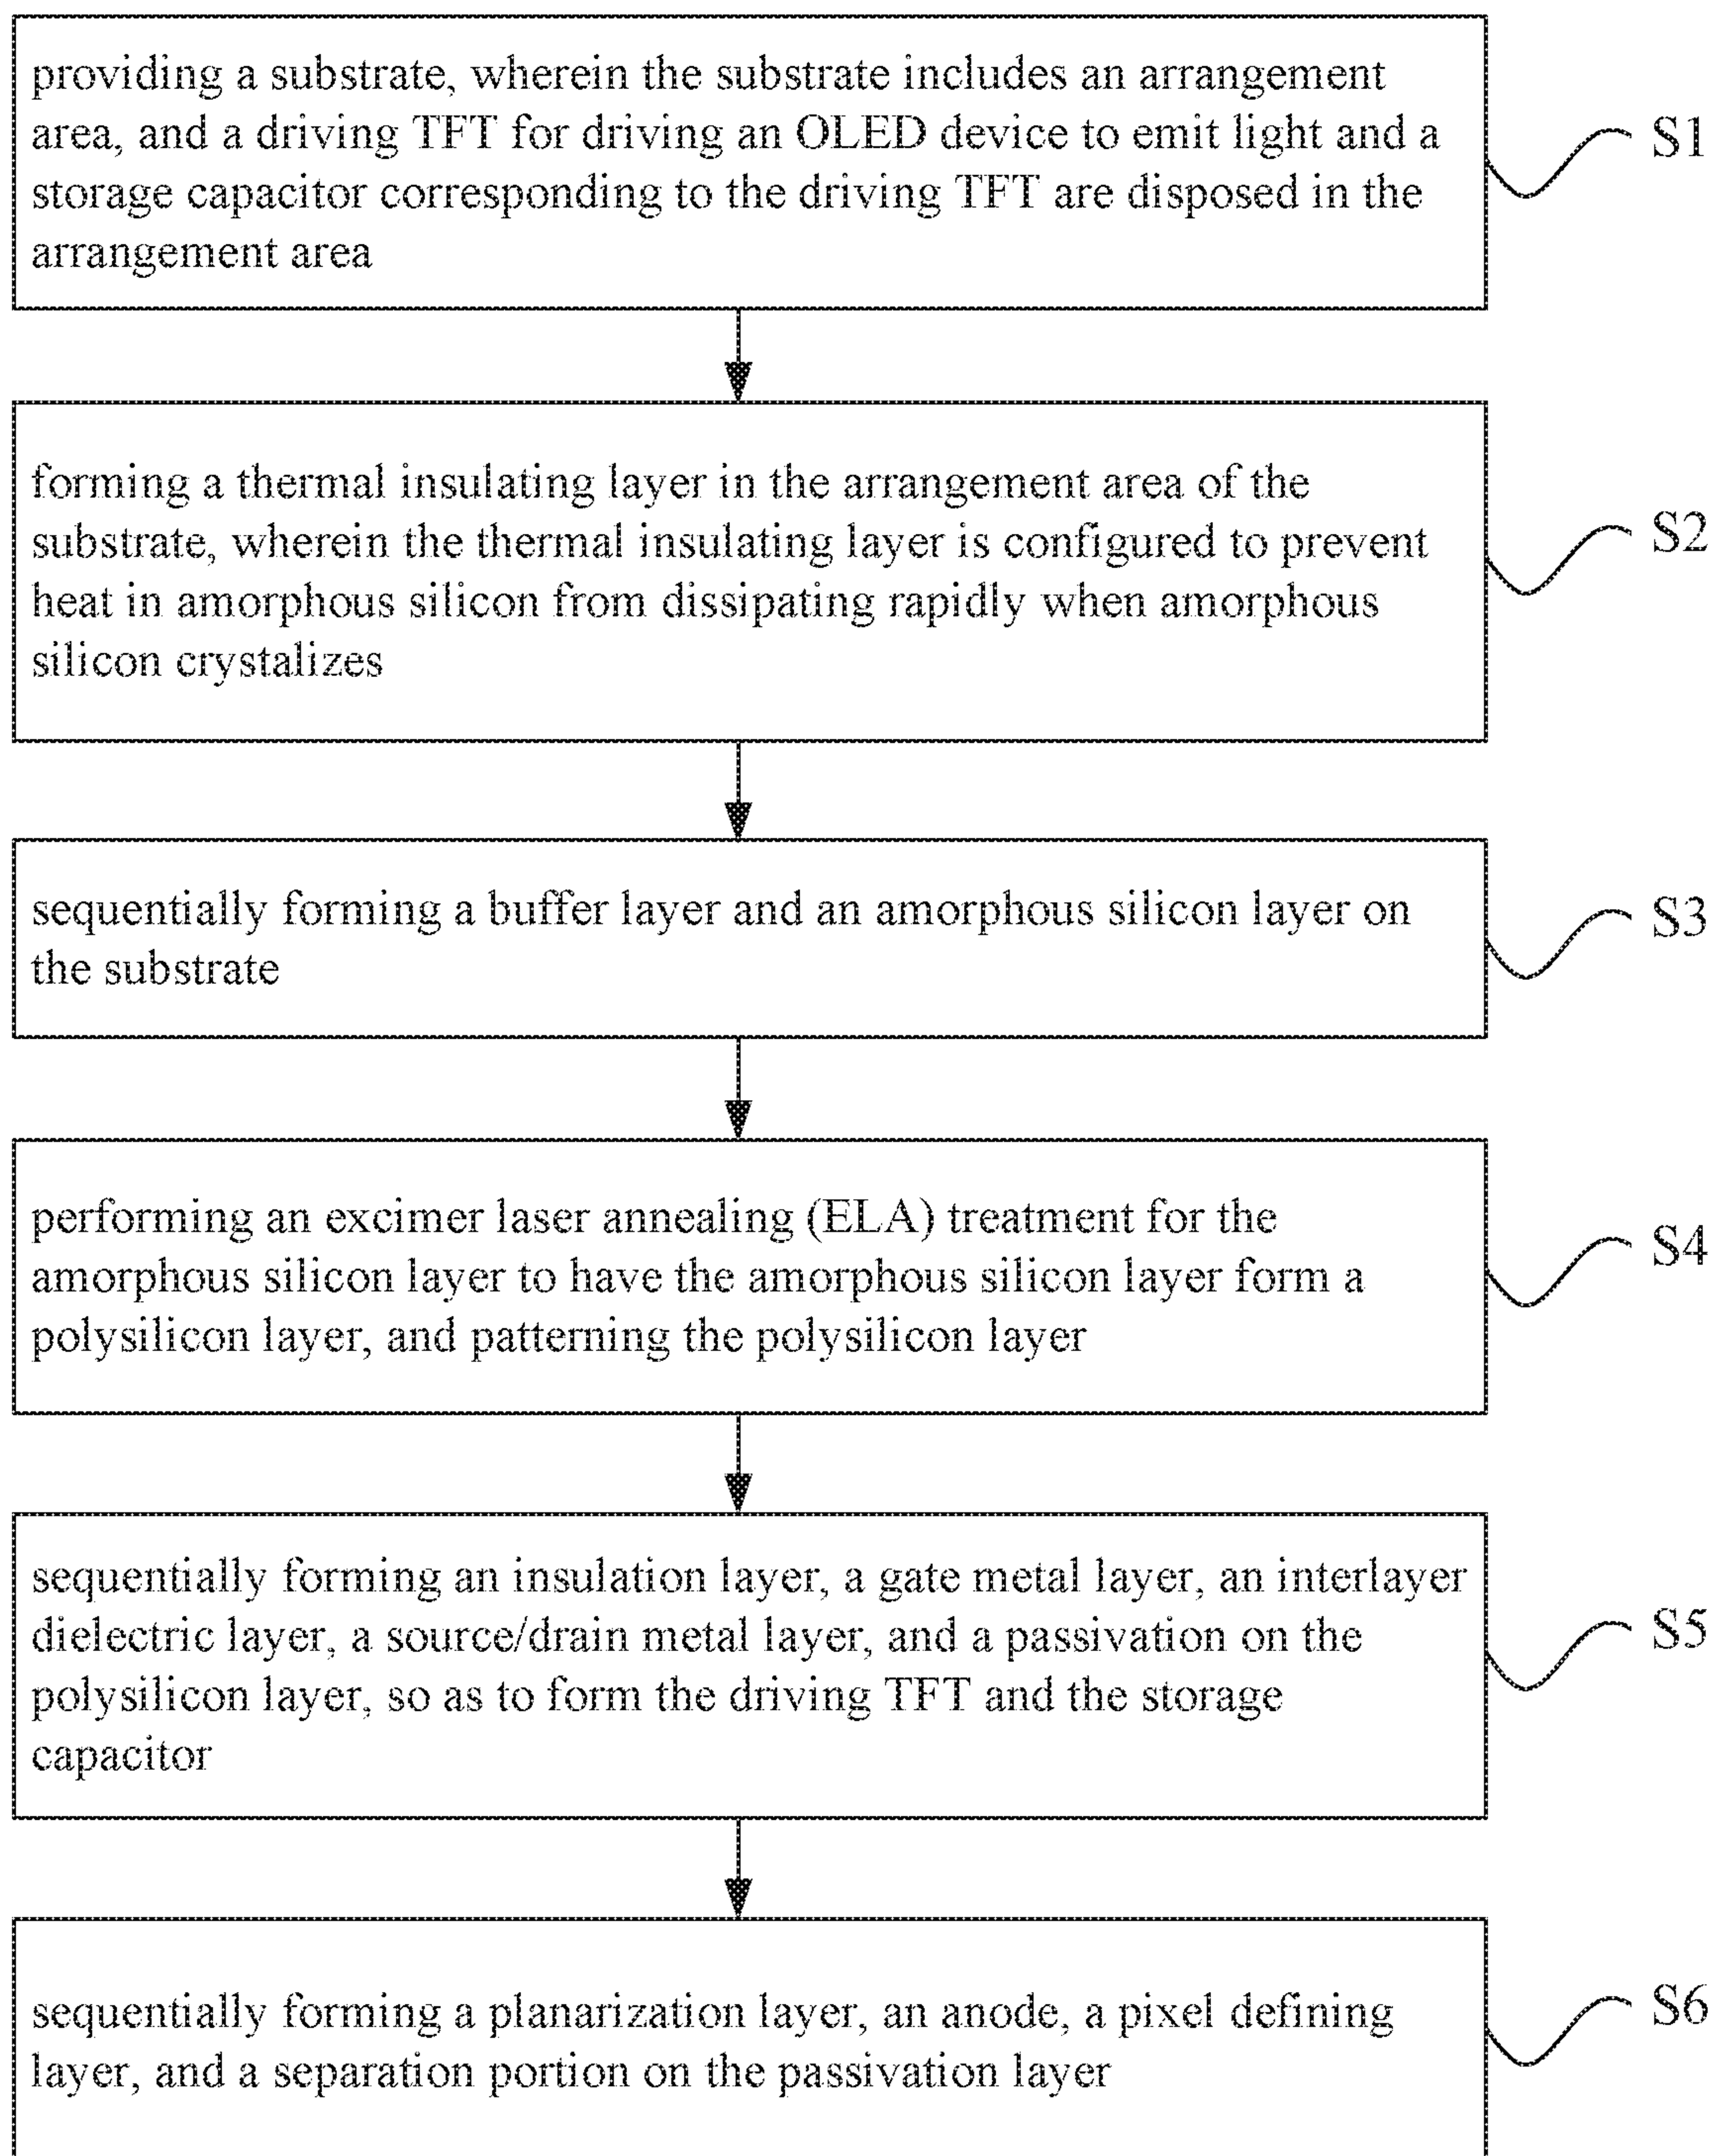 providing a substrate, wherein the substrate includes an arrangement
area, and a driving TFT for driving an OLED device to emit light and a
storage capacitor corresponding to the driving TFT are disposed in the
arrangement area
S1
forming a thermal insulating layer in the arrangement area of the
substrate, wherein the thermal insulating layer is configured to prevent
heat in amorphous silicon from dissipating rapidly when amorphous
silicon crystalizes
S2
sequentially forming a buffer layer and an amorphous silicon layer on
the substrate
S3
performing an excimer laser annealing (ELA) treatment for the
amorphous silicon layer to have the amorphous silicon layer form a
polysilicon layer, and patterning the polysilicon layer
S4
sequentially forming an insulation layer, a gate metal layer, an interlayer
dielectric layer, a source/drain metal layer, and a passivation on the
polysilicon layer, so as to form the driving TFT and the storage
capacitor
S5
sequentially forming a planarization layer, an anode, a pixel defining
layer, and a separation portion on the passivation layer
S6